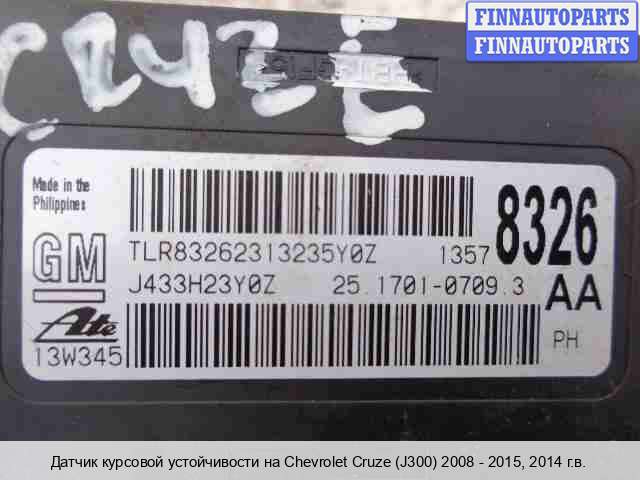 FINNAUTOPARTS
FINNAUTOPARTS
CRUZE
Made in the
Philippines
GM
TLR83262313235Y0Z 1357
8326
J433H23Y0Z 25.1701-0709.3
AA
Ate
13W345
PH
Датчик курсовой устойчивости на Chevrolet Cruze (J300) 2008 - 2015, 2014 г.в.